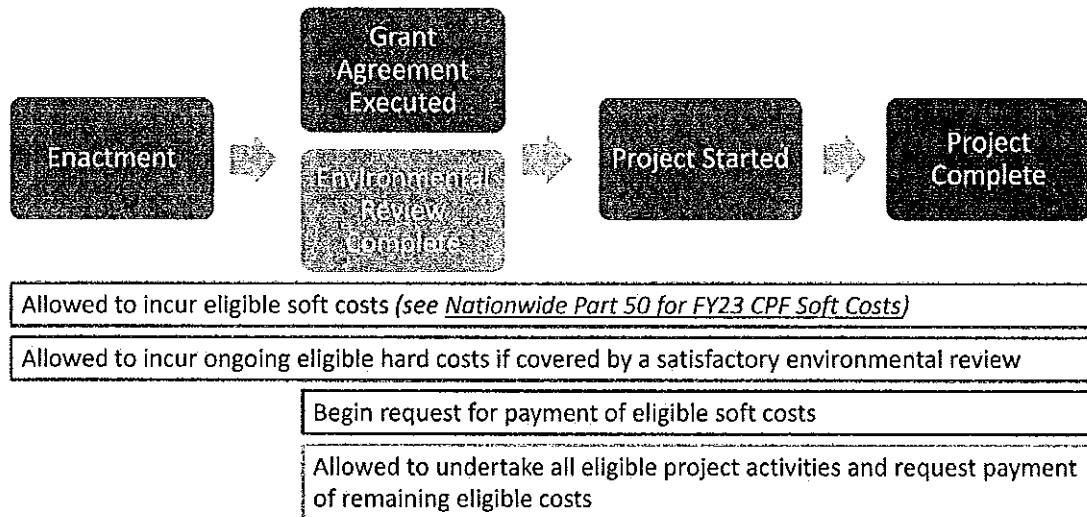 Grant
Agreement
Executed
Enactment
Environmental
Review
Complete
Project Started
Project
Complete
Allowed to incur eligible soft costs (see Nationwide Part 50 for FY23 CPF Soft Costs)
Allowed to incur ongoing eligible hard costs if covered by a satisfactory environmental review
Begin request for payment of eligible soft costs
Allowed to undertake all eligible project activities and request payment
of remaining eligible costs